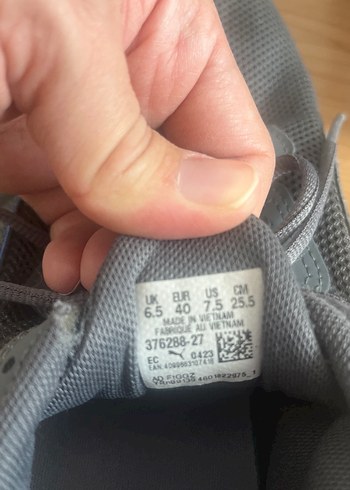 UK EUR US CM
6.5 40 7.5 25.5
MADE IN VIETNAM
FABRIQUÉ AU VIETNAM
376288-27
EC 0423